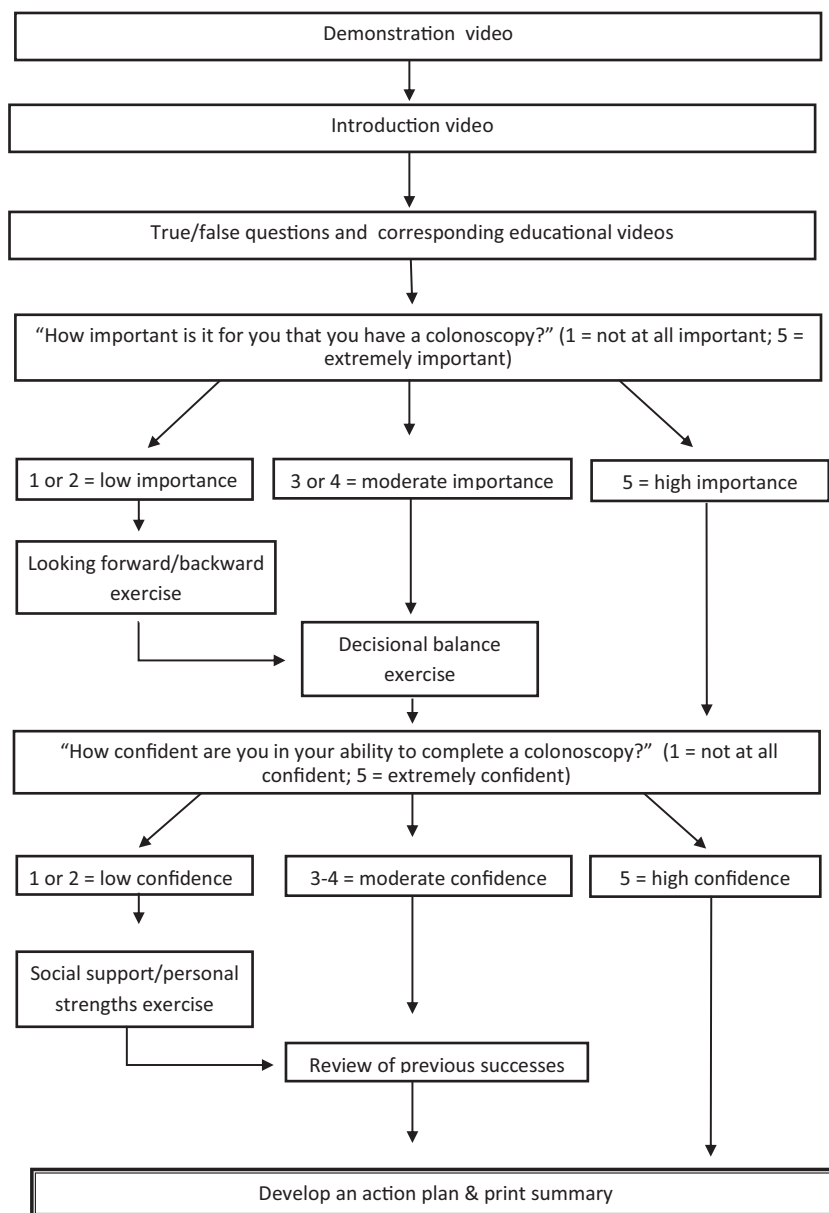 Demonstration video
Introduction video
True/false questions and corresponding educational videos
“How important is it for you that you have a colonoscopy?” (1 = not at all important; 5 =
extremely important)
1 or 2 = low importance
3 or 4 = moderate importance
5 = high importance
Looking forward/backward
exercise
Decisional balance
exercise
“How confident are you in your ability to complete a colonoscopy?” (1 = not at all
confident; 5 = extremely confident)
1 or 2 = low confidence
3-4 = moderate confidence
5 = high confidence
Social support/personal
strengths exercise
Review of previous successes
Develop an action plan & print summary